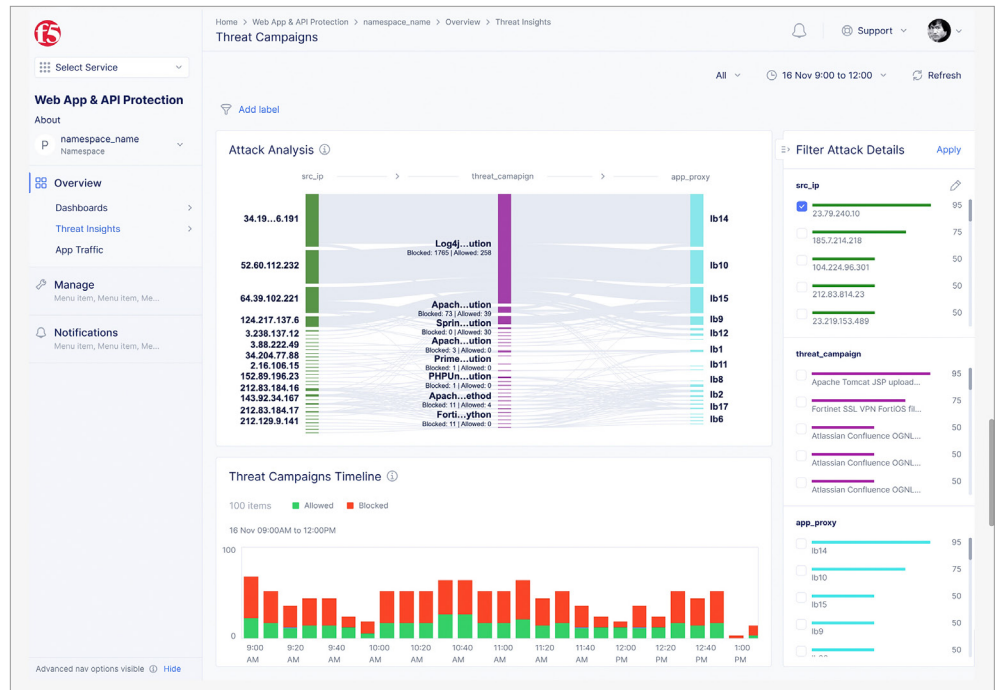 f5
Select Service
Web App & API Protection
About
P
namespace_name
Namespace
Overview
Dashboards
Threat Insights
App Traffic
Manage
Menu item, Menu item, Me...
Notifications
Menu item, Menu item, Me...
Advanced nav options visible
Hide
Home > Web App & API Protection > namespace_name > Overview > Threat Insights
Threat Campaigns
Support
All
16 Nov 9:00 to 12:00
Refresh
Add label
Attack Analysis
src_ip > threat_camapign > app_proxy
34.19...6.191
52.60.112.232
64.39.102.221
124.217.137.6
3.238.137.12
3.88.222.49
34.204.77.88
2.16.106.15
152.89.196.23
212.83.184.16
143.92.34.167
212.83.184.17
212.129.9.141
Log4j...ution
Blocked: 1765 | Allowed: 258
Apach...ution
Blocked: 73 | Allowed: 39
Sprin...ution
Blocked: 0 | Allowed: 30
Apach...ution
Blocked: 3 | Allowed: 0
Prime...ution
Blocked: 1 | Allowed: 0
PHPUn...ution
Blocked: 1 | Allowed: 0
Apach...ethod
Blocked: 11 | Allowed: 4
Forti...ython
Blocked: 11 | Allowed: 0
lb14
lb10
lb15
lb9
lb12
lb1
lb11
lb8
lb2
lb17
lb6
Threat Campaigns Timeline
100 items
Allowed
Blocked
16 Nov 09:00AM to 12:00PM
100
0
9:00 9:20 9:40 10:00 10:20 10:40 11:00 11:20 11:40 12:00 12:20 12:40 1:00
AM AM AM AM AM AM AM AM AM PM PM PM PM
Filter Attack Details
Apply
src_ip
95
23.79.240.10
75
185.7.214.218
50
104.224.96.301
50
212.83.814.23
50
23.219.153.489
threat_campaign
95
Apache Tomcat JSP upload...
75
Fortinet SSL VPN FortiOS fil...
50
Atlassian Confluence OGNL...
50
Atlassian Confluence OGNL...
50
Atlassian Confluence OGNL...
app_proxy
95
lb14
75
lb10
50
lb15
50
lb9
50